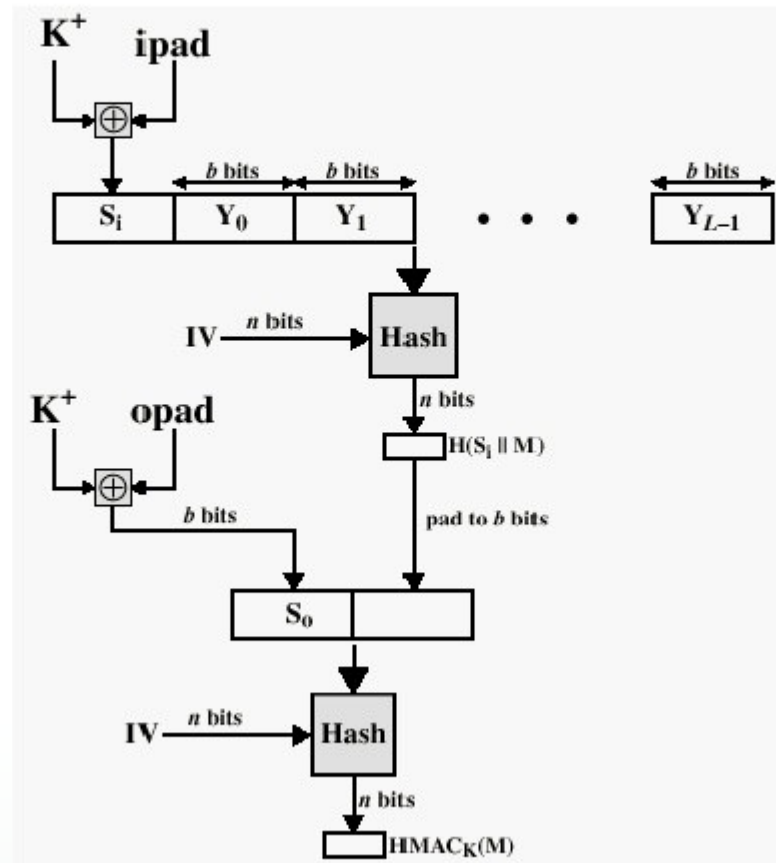 K+ ipad
⊕
b bits b bits b bits
Si Y0 Y1 • • • YL–1
IV n bits Hash
n bits
K+ opad
H(Si || M)
⊕
b bits pad to b bits
So
IV n bits Hash
n bits
HMACK(M)